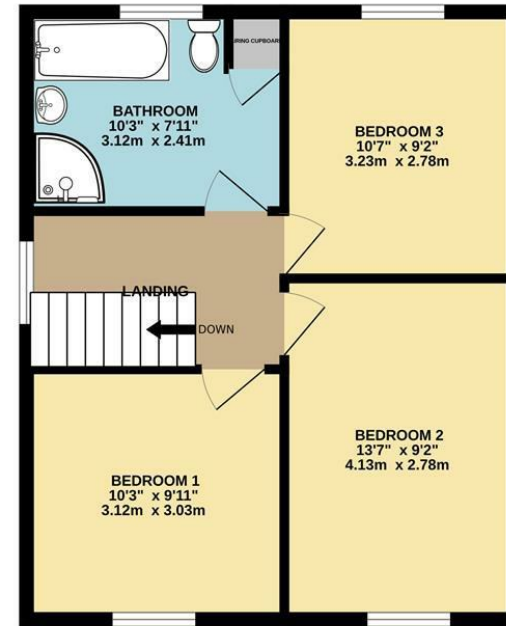 BATHROOM
10'3" x 7'11"
3.12m x 2.41m
CUPBOARD
BEDROOM 3
10'7" x 9'2"
3.23m x 2.78m
LANDING
DOWN
BEDROOM 1
10'3" x 9'11"
3.12m x 3.03m
BEDROOM 2
13'7" x 9'2"
4.13m x 2.78m